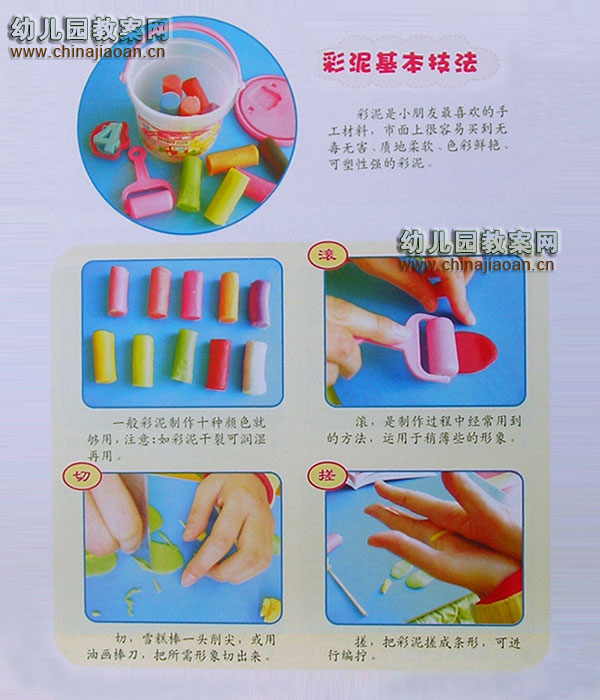 幼儿园教案网
www.chinajiaoan.cn
彩泥基本技法
彩泥是小朋友最喜欢的手
工材料，市面上很容易买到无
毒无害、质地柔软、色彩鲜艳、
可塑性强的彩泥。
幼儿园教案网
www.chinajiaoan.cn
4
滚
一般彩泥制作十种颜色就
够用，注意：如彩泥干裂可润湿
再用。
滚，是制作过程中经常用到
的方法，运用于稍薄些的形象。
切
搓
切，雪糕棒一头削尖，或用
油画棒刀，把所需形象切出来。
搓，把彩泥搓成条形，可进
行编拧。